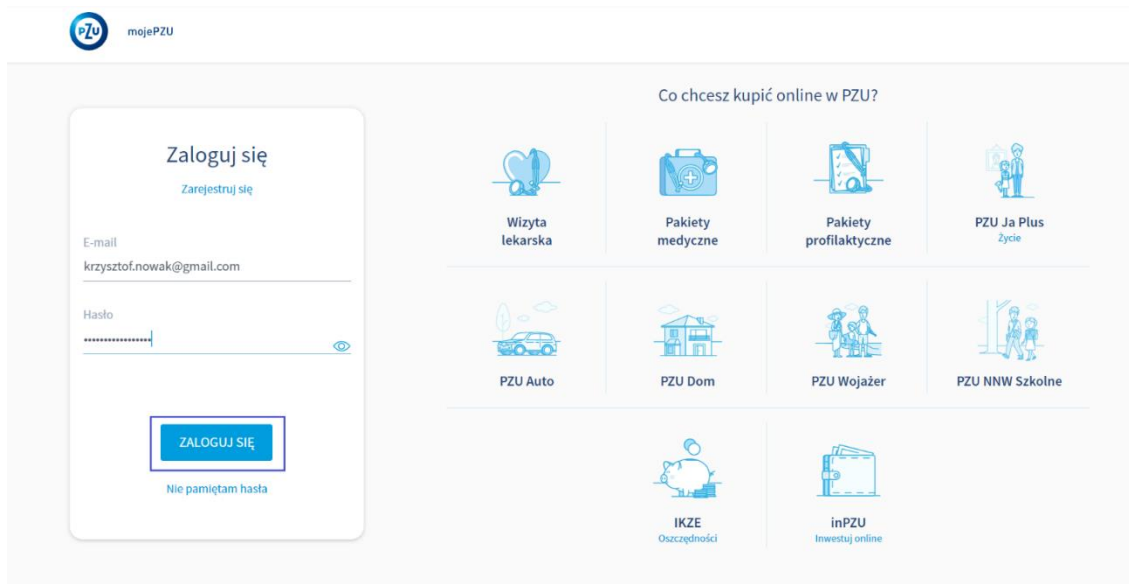 PZU
mojePZU
Zaloguj się
Zarejestruj się
E-mail
krzysztof.nowak@gmail.com
Hasło
•••••••••••••••••
ZALOGUJ SIĘ
Nie pamiętam hasła
Co chcesz kupić online w PZU?
Wizyta
lekarska
Pakiety
medyczne
Pakiety
profilaktyczne
PZU Ja Plus
Życie
PZU Auto
PZU Dom
PZU Wojażer
PZU NNW Szkolne
IKZE
Oszczędności
inPZU
Inwestuj online